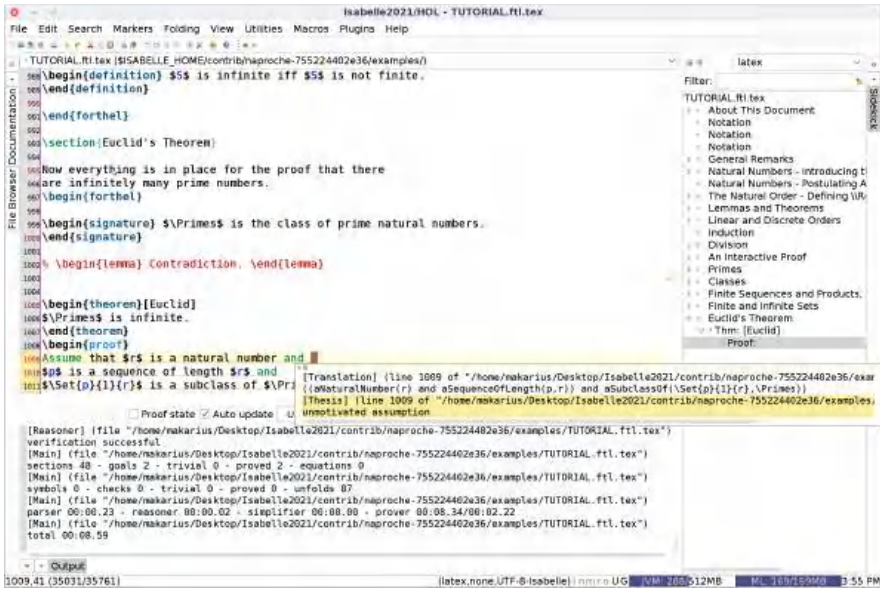 Isabelle2021/HOL - TUTORIAL.ftl.tex
File Edit Search Markers Folding View Utilities Macros Plugins Help
TUTORIAL.ftl.tex ($ISABELLE_HOME/contrib/naproche-755224402e36/examples/)
\begin{definition} $S$ is infinite iff $S$ is not finite.
\end{definition}
\end{forthel}
\section{Euclid's Theorem}
Now everything is in place for the proof that there
are infinitely many prime numbers.
\begin{forthel}
\begin{signature} $\Primes$ is the class of prime natural numbers.
\end{signature}
% \begin{lemma} Contradiction. \end{lemma}
\begin{theorem}[Euclid]
$\Primes$ is infinite.
\end{theorem}
\begin{proof}
Assume that $r$ is a natural number and
$p$ is a sequence of length $r$ and
$\Set{p}{1}{r}$ is a subclass of $\Pri
[Translation] (line 1009 of "/home/makarius/Desktop/Isabelle2021/contrib/naproche-755224402e36/exam
((aNaturalNumber(r) and aSequenceOfLength(p,r)) and aSubclassOf(\Set{p}{1}{r},\Primes))
[Thesis] (line 1009 of "/home/makarius/Desktop/Isabelle2021/contrib/naproche-755224402e36/examples/
unmotivated assumption
Proof state Auto update U
[Reasoner] (file "/home/makarius/Desktop/Isabelle2021/contrib/naproche-755224402e36/examples/TUTORIAL.ftl.tex")
verification successful
[Main] (file "/home/makarius/Desktop/Isabelle2021/contrib/naproche-755224402e36/examples/TUTORIAL.ftl.tex")
sections 48 - goals 2 - trivial 0 - proved 2 - equations 0
[Main] (file "/home/makarius/Desktop/Isabelle2021/contrib/naproche-755224402e36/examples/TUTORIAL.ftl.tex")
symbols 0 - checks 0 - trivial 0 - proved 0 - unfolds 87
[Main] (file "/home/makarius/Desktop/Isabelle2021/contrib/naproche-755224402e36/examples/TUTORIAL.ftl.tex")
parser 00:00.23 - reasoner 00:00.02 - simplifier 00:00.00 - prover 00:08.34/00:02.22
[Main] (file "/home/makarius/Desktop/Isabelle2021/contrib/naproche-755224402e36/examples/TUTORIAL.ftl.tex")
total 00:08.59
Output
1009,41 (35031/35761)
(latex,none,UTF-8-Isabelle)
UG
512MB
3:55 PM
File Browser Documentation
latex
Filter:
TUTORIAL.ftl.tex
About This Document
Notation
Notation
Notation
General Remarks
Natural Numbers - Introducing t
Natural Numbers - Postulating A
The Natural Order - Defining
Lemmas and Theorems
Linear and Discrete Orders
Induction
Division
An Interactive Proof
Primes
Classes
Finite Sequences and Products,
Finite and Infinite Sets
Euclid's Theorem
Thm: [Euclid]
Proof:
Sidekick